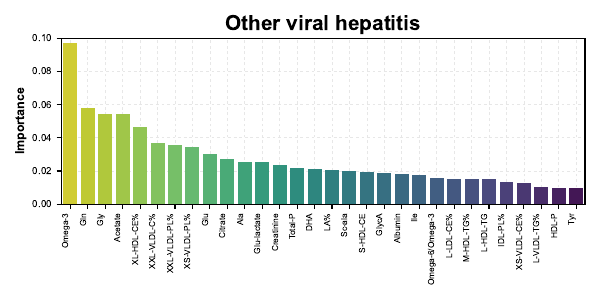 Other viral hepatitis
Importance
0.10
0.08
0.06
0.04
0.02
0.00
Omega-3
Gln
Gly
Acetate
XL-HDL-CE%
XXL-VLDL-C%
XXL-VLDL-PL%
XS-VLDL-PL%
Glu
Citrate
Ala
Glu-lactate
Creatinine
Total-P
DHA
LA%
S-HDL-CE
GlycA
Albumin
Ile
Omega-6/Omega-3
L-LDL-CE%
M-HDL-TG%
L-HDL-TG
IDL-PL%
XS-VLDL-CE%
L-VLDL-TG%
HDL-P
Tyr